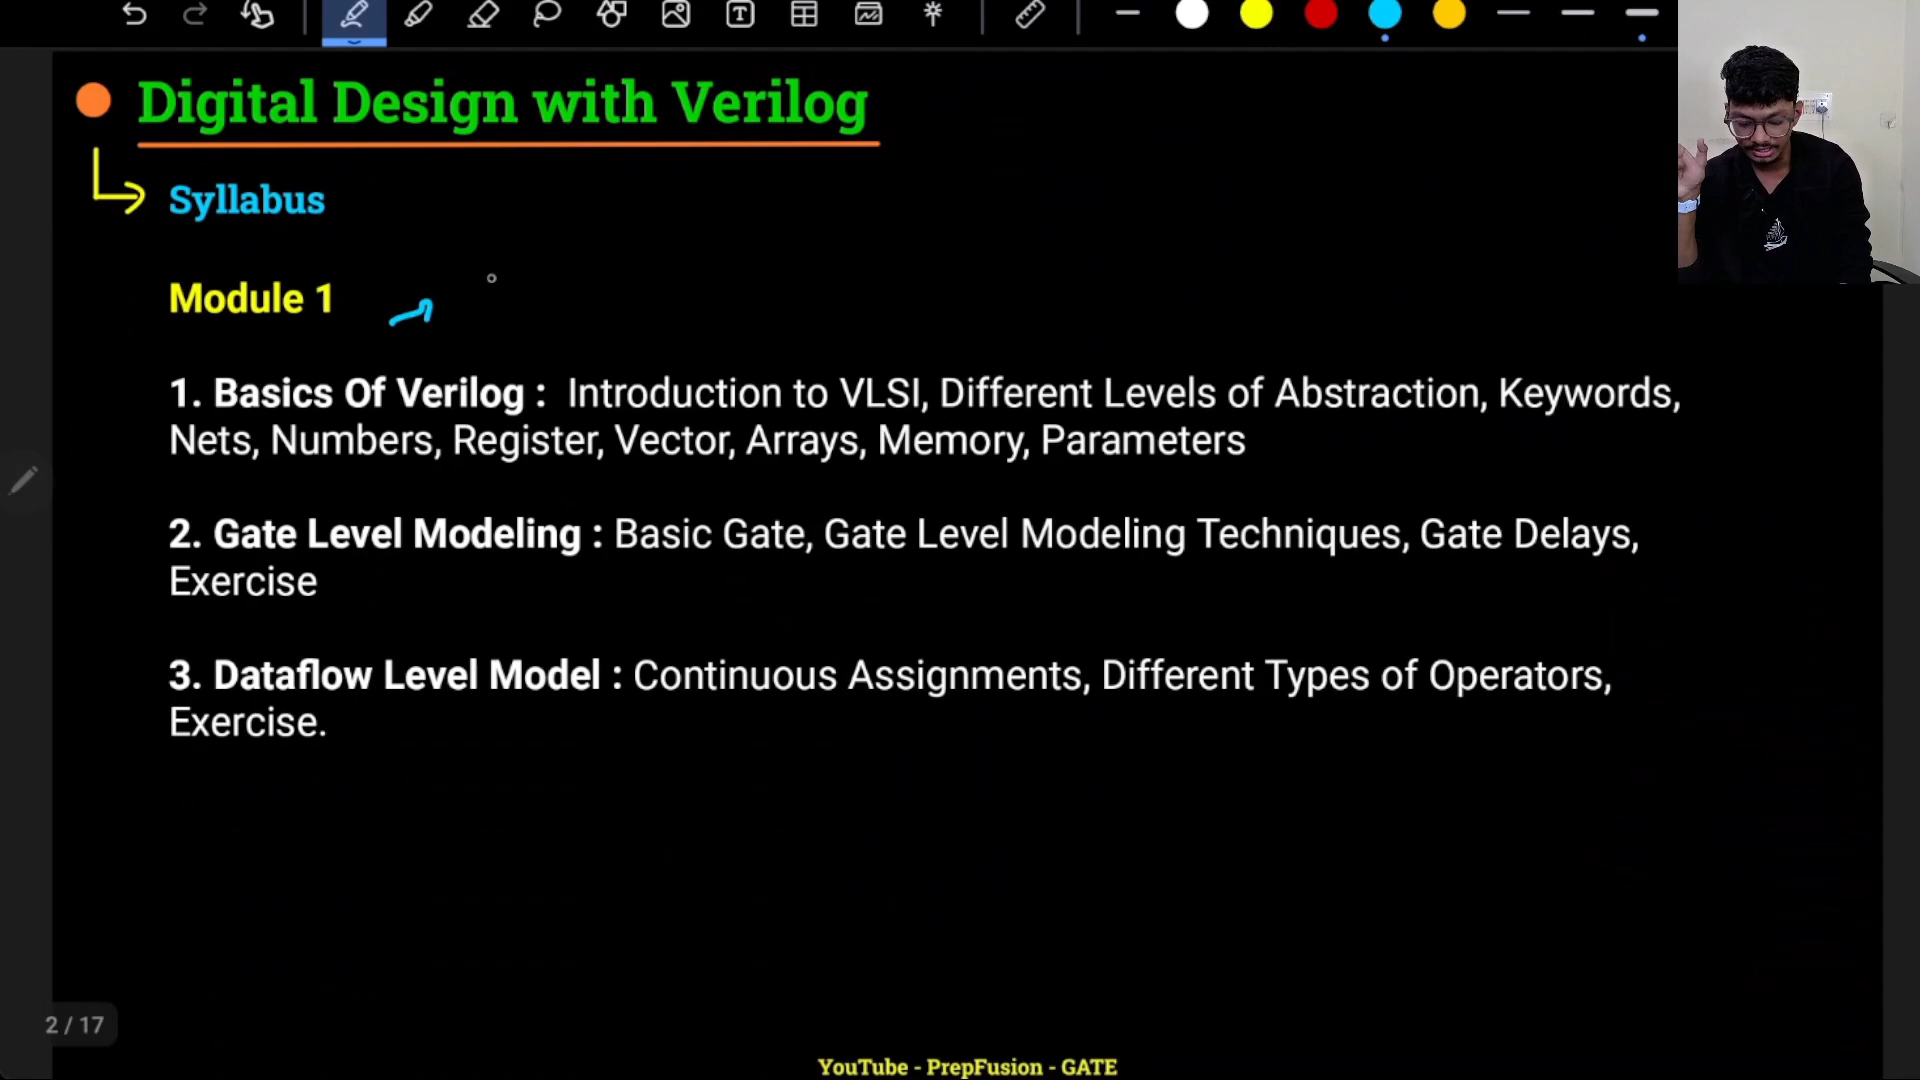 Digital Design with Verilog
Syllabus
Module 1
1. Basics Of Verilog : Introduction to VLSI, Different Levels of Abstraction, Keywords,
Nets, Numbers, Register, Vector, Arrays, Memory, Parameters
2. Gate Level Modeling : Basic Gate, Gate Level Modeling Techniques, Gate Delays,
Exercise
3. Dataflow Level Model : Continuous Assignments, Different Types of Operators,
Exercise.
2 / 17
YouTube - PrepFusion - GATE